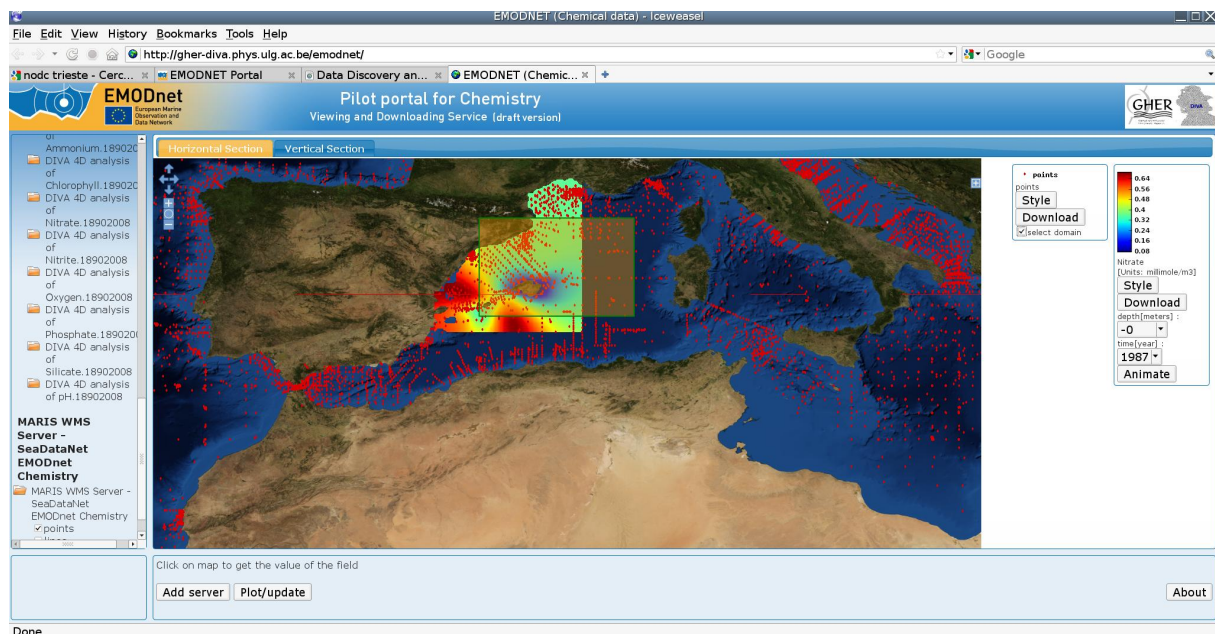 EMODNET (Chemical data) - Iceweasel
File Edit View History Bookmarks Tools Help
http://gher-diva.phys.ulg.ac.be/emodnet/
Google
nodc trieste - Cerc...
EMODNET Portal
Data Discovery an...
EMODNET (Chemic...
EMODnet
European Marine
Observation and
Data Network
Pilot portal for Chemistry
Viewing and Downloading Service (draft version)
GHER
DIVA
Horizontal Section
Vertical Section
of
Ammonium.189020
DIVA 4D analysis
of
Chlorophyll.189020
DIVA 4D analysis
of
Nitrate.18902008
DIVA 4D analysis
of
Nitrite.18902008
DIVA 4D analysis
of
Oxygen.18902008
DIVA 4D analysis
of
Phosphate.189020
DIVA 4D analysis
of
Silicate.18902008
DIVA 4D analysis
of pH.18902008
MARIS WMS
Server -
SeaDataNet
EMODnet
Chemistry
MARIS WMS Server -
SeaDataNet
EMODnet Chemistry
points
lines
points
points
Style
Download
select domain
0.64
0.56
0.48
0.4
0.32
0.24
0.16
0.08
Nitrate
[Units: millimole/m3]
Style
Download
depth[meters] :
-0
time[year] :
1987
Animate
Click on map to get the value of the field
Add server
Plot/update
About
Done